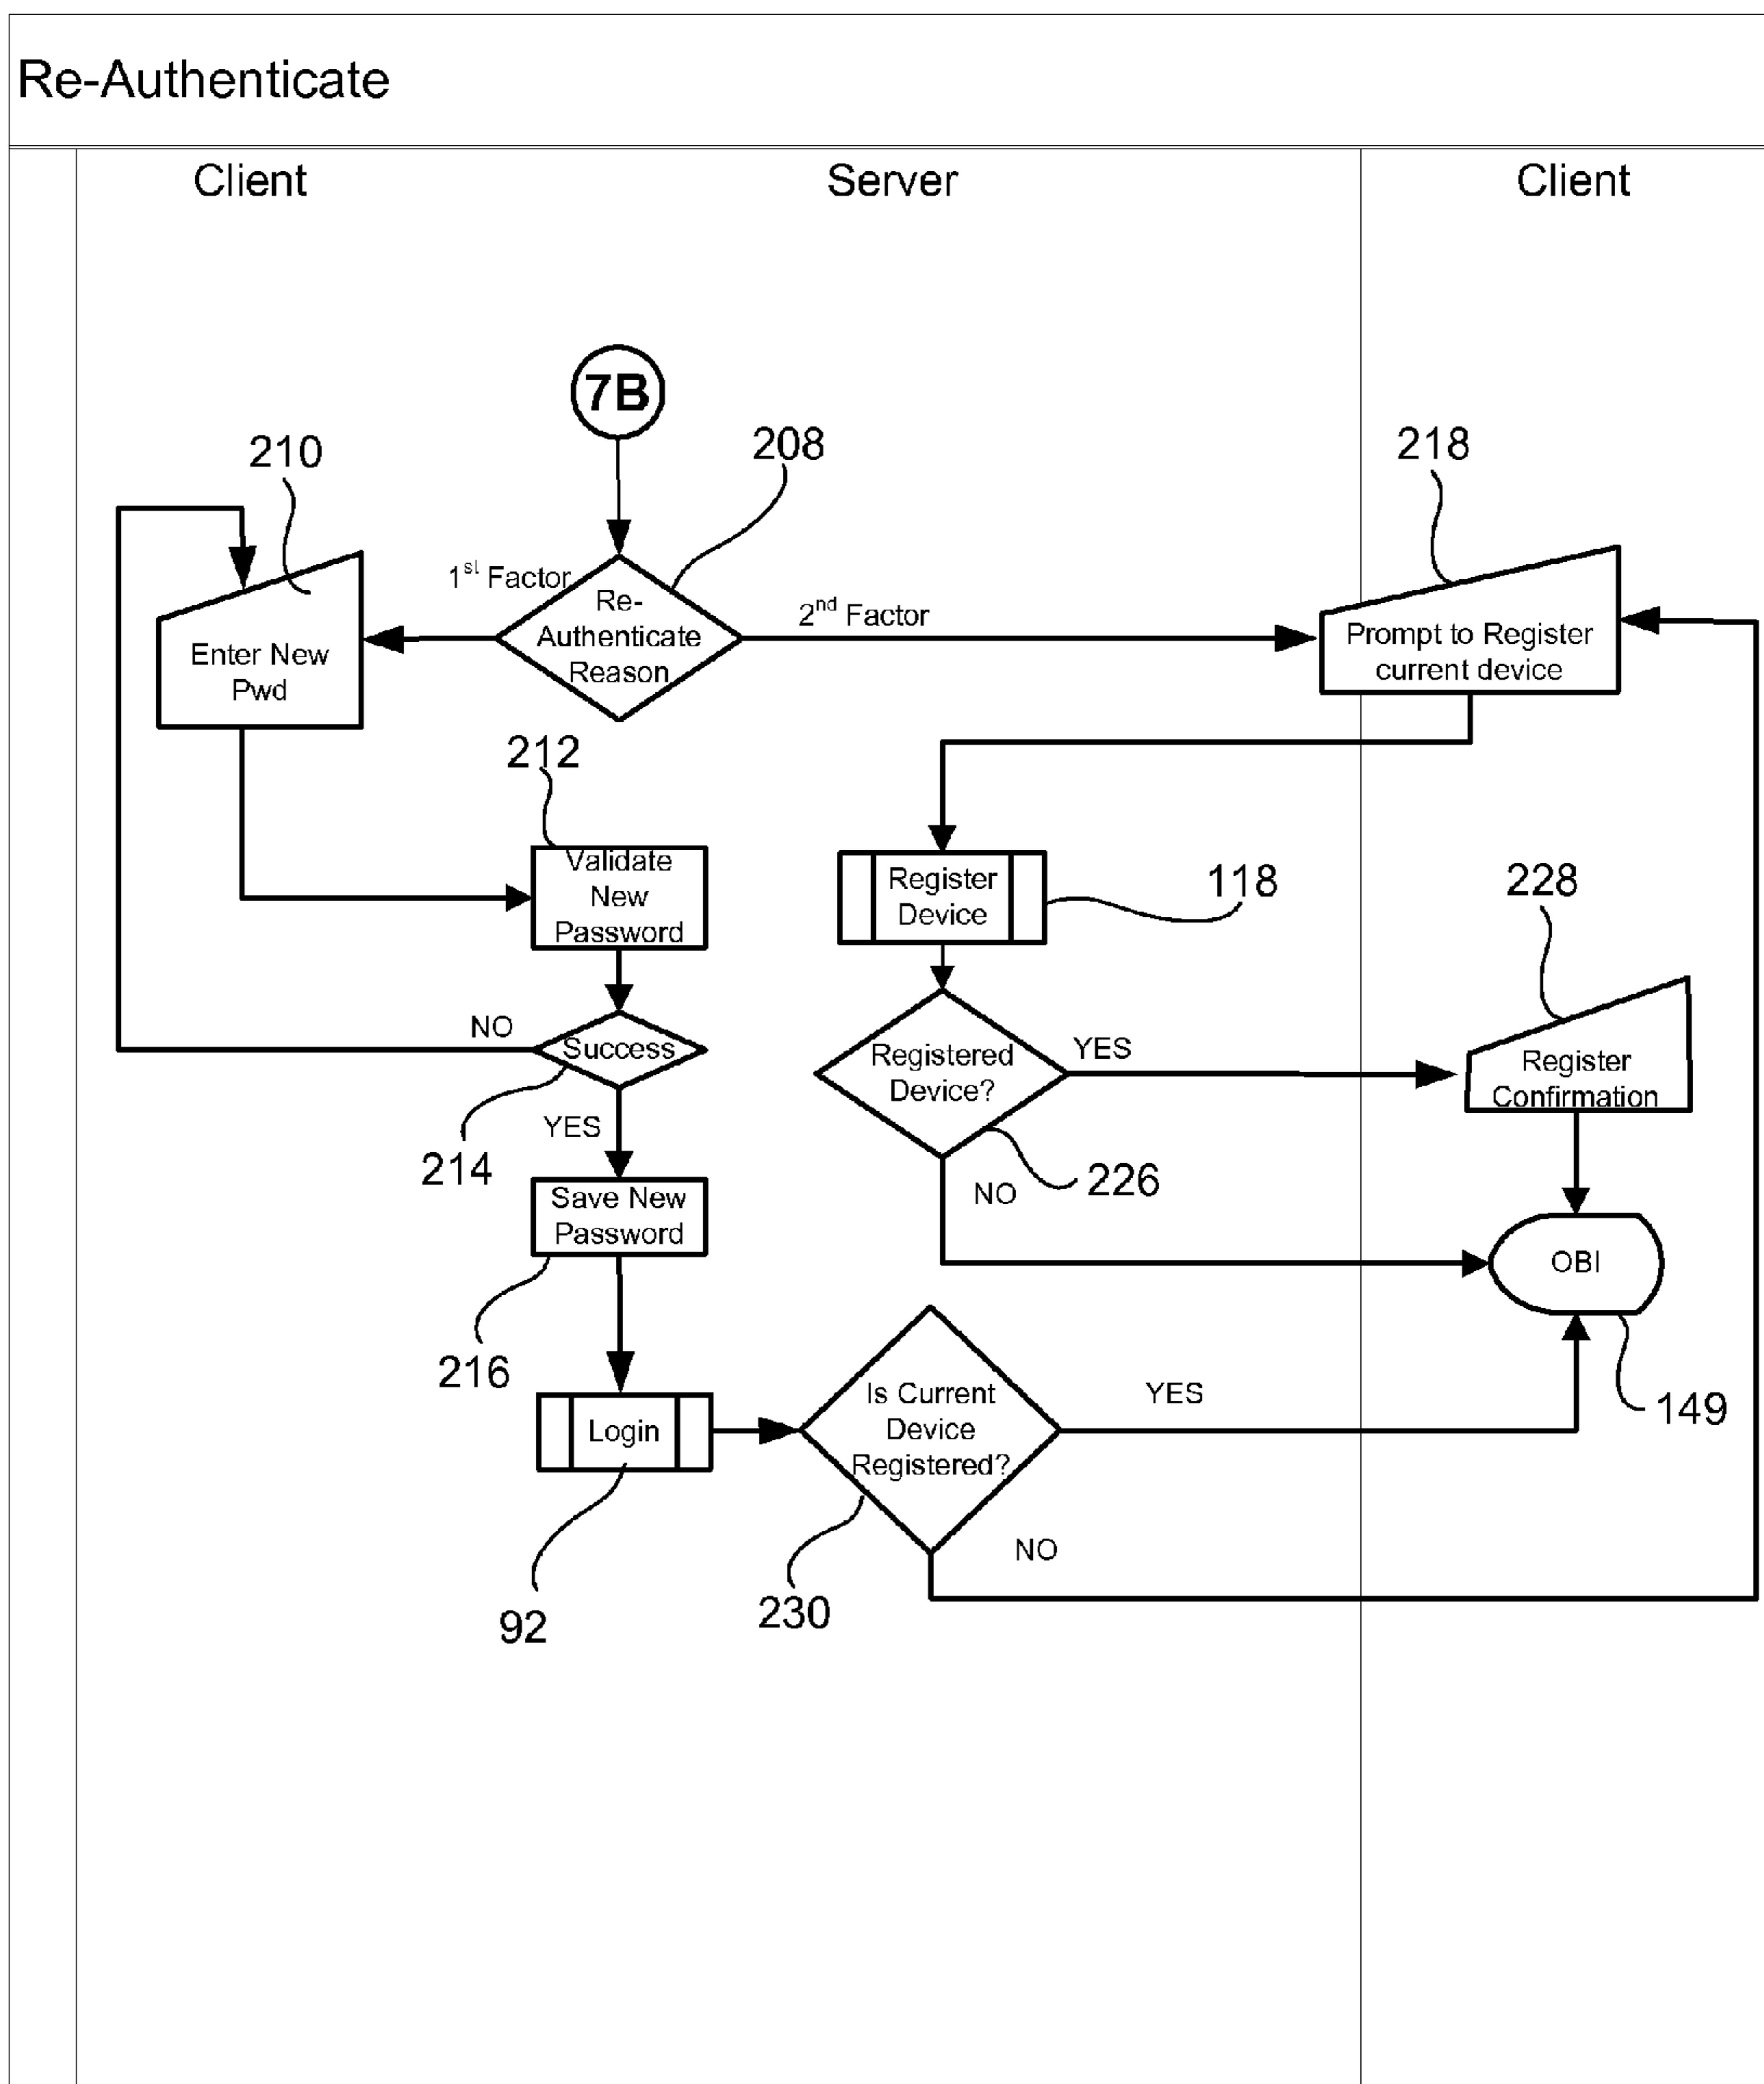 Re-Authenticate
Client
Server
Client
7B
210
208
218
1st Factor
2nd Factor
Re-
Authenticate
Reason
Enter New
Pwd
Prompt to Register
current device
212
Validate
New
Password
Register
Device
118
228
NO
Success
Registered
Device?
YES
Register
Confirmation
YES
214
226
NO
Save New
Password
OBI
216
Is Current
Device
Registered?
YES
149
Login
NO
92
230